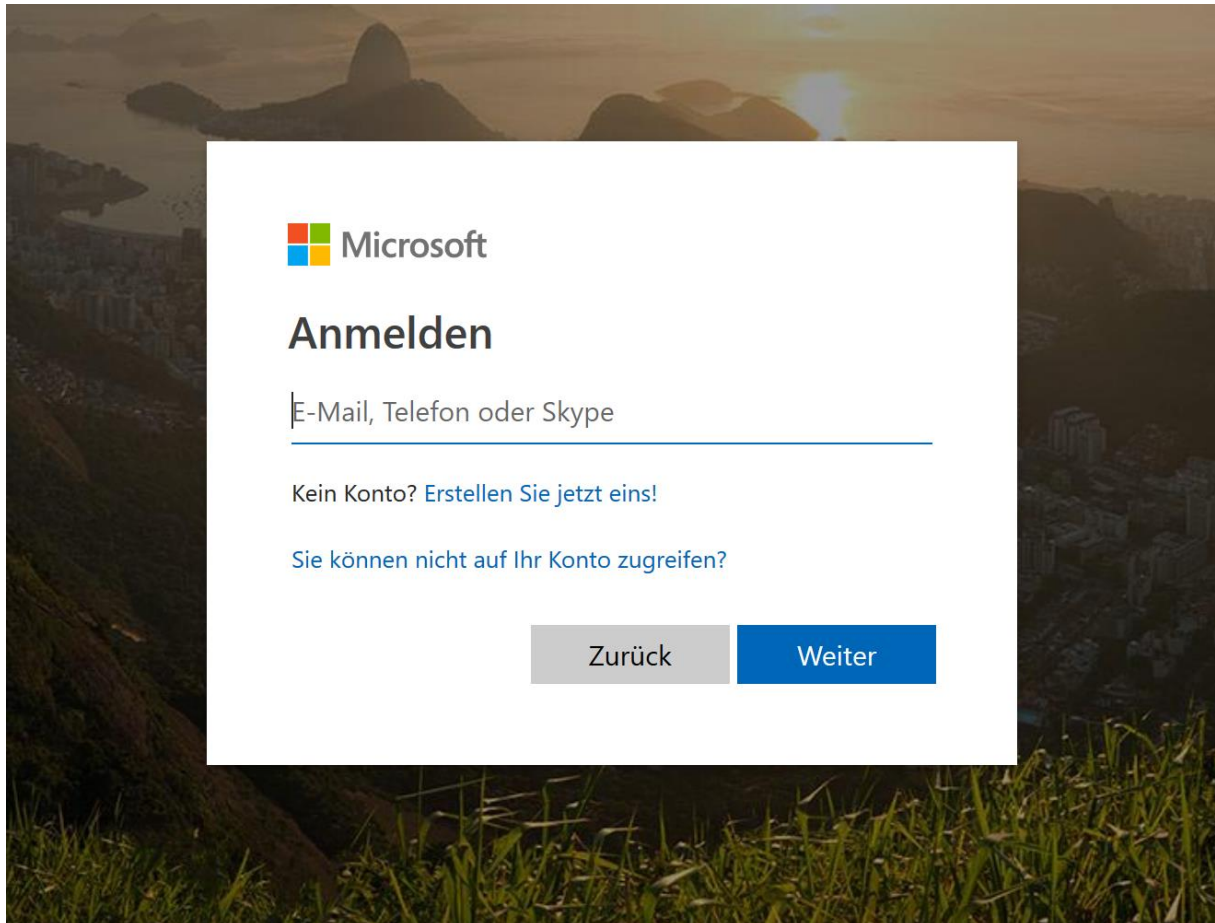 Microsoft
Anmelden
E-Mail, Telefon oder Skype
Kein Konto? Erstellen Sie jetzt eins!
Sie können nicht auf Ihr Konto zugreifen?
Zurück
Weiter